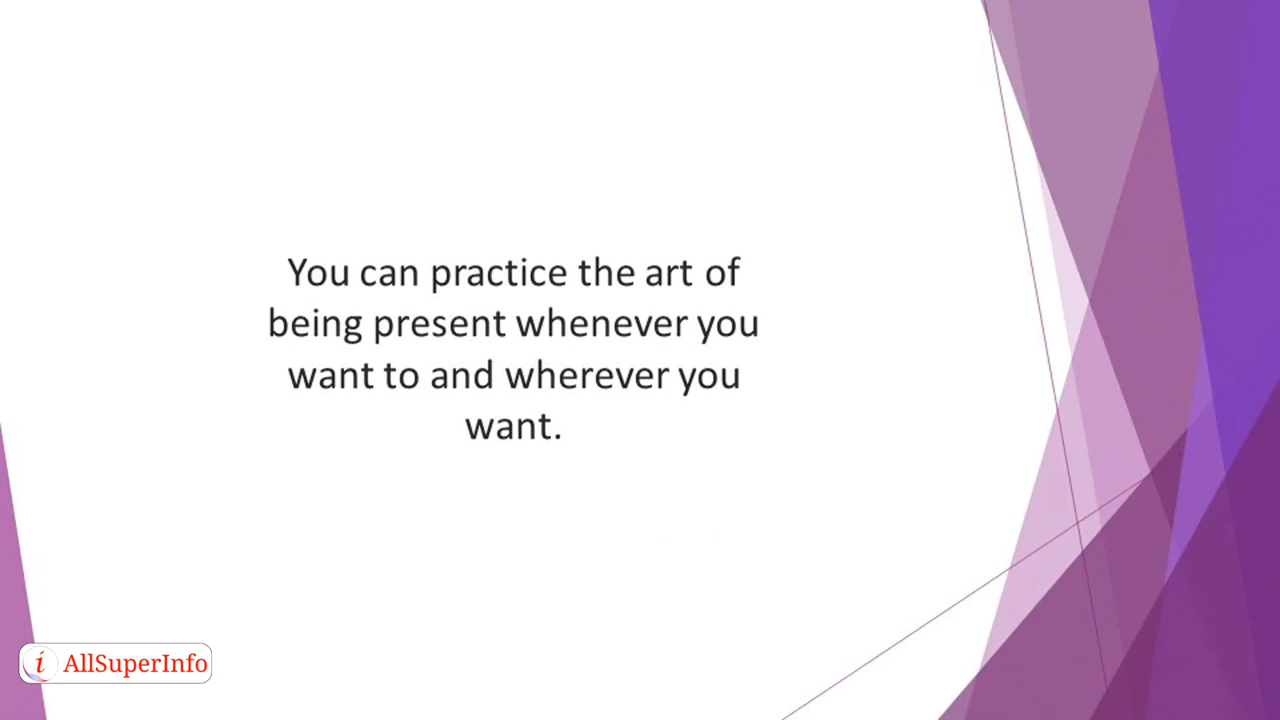 You can practice the art of
being present whenever you
want to and wherever you
want.
i AllSuperInfo